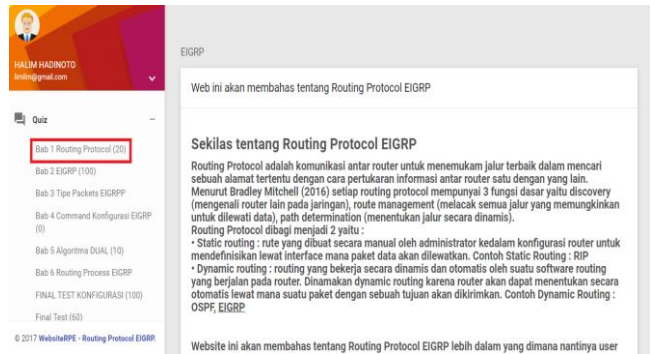 HALIM HADINOTO
limlim@gmail.com
Quiz
Bab 1 Routing Protocol (20)
Bab 2 EIGRP (100)
Bab 3 Tipe Packets EIGRPP
Bab 4 Command Konfigurasi EIGRP
(0)
Bab 5 Algoritma DUAL (10)
Bab 6 Routing Process EIGRP
FINAL TEST KONFIGURASI (100)
Final Test (60)
© 2017 WebsiteRPE - Routing Protocol EIGRP.
EIGRP
Web ini akan membahas tentang Routing Protocol EIGRP
Sekilas tentang Routing Protocol EIGRP
Routing Protocol adalah komunikasi antar router untuk menemukam jalur terbaik dalam mencari
sebuah alamat tertentu dengan cara pertukaran informasi antar router satu dengan yang lain.
Menurut Bradley Mitchell (2016) setiap routing protocol mempunyai 3 fungsi dasar yaitu discovery
(mengenali router lain pada jaringan), route management (melacak semua jalur yang memungkinkan
untuk dilewati data), path determination (menentukan jalur secara dinamis).
Routing Protocol dibagi menjadi 2 yaitu :
• Static routing : rute yang dibuat secara manual oleh administrator kedalam konfigurasi router untuk
mendefinisikan lewat interface mana paket data akan dilewatkan. Contoh Static Routing : RIP
• Dynamic routing : routing yang bekerja secara dinamis dan otomatis oleh suatu software routing
yang berjalan pada router. Dinamakan dynamic routing karena router akan dapat menentukan secara
otomatis lewat mana suatu paket dengan sebuah tujuan akan dikirimkan. Contoh Dynamic Routing :
OSPF, EIGRP
Website ini akan membahas tentang Routing Protocol EIGRP lebih dalam yang dimana nantinya user